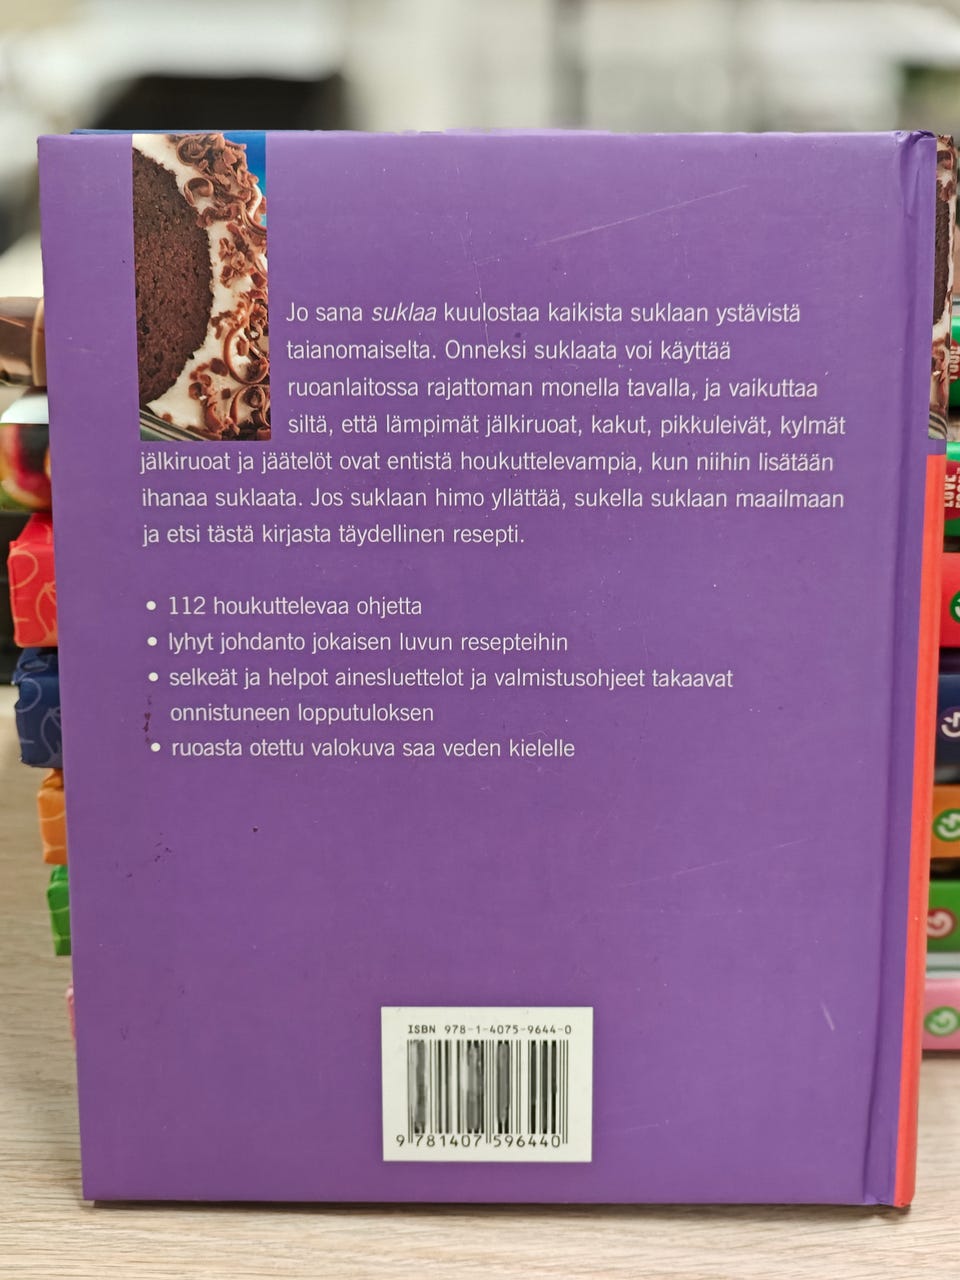 Jo sana suklaa kuulostaa kaikista suklaan ystävistä
taianomaiselta. Onneksi suklaata voi käyttää
ruoanlaitossa rajattoman monella tavalla, ja vaikuttaa
siltä, että lämpimät jälkiruoat, kakut, pikkuleivät, kylmät
jälkiruoat ja jäätelöt ovat entistä houkuttelevampia, kun niihin lisätään
ihanaa suklaata. Jos suklaan himo yllättää, sukella suklaan maailmaan
ja etsi tästä kirjasta täydellinen resepti.
• 112 houkuttelevaa ohjetta
• lyhyt johdanto jokaisen luvun resepteihin
• selkeät ja helpot ainesluettelot ja valmistusohjeet takaavat
onnistuneen lopputuloksen
• ruoasta otettu valokuva saa veden kielelle
ISBN 978-1-4075-9644-0
9 781407 596440
FOOD
LOVE